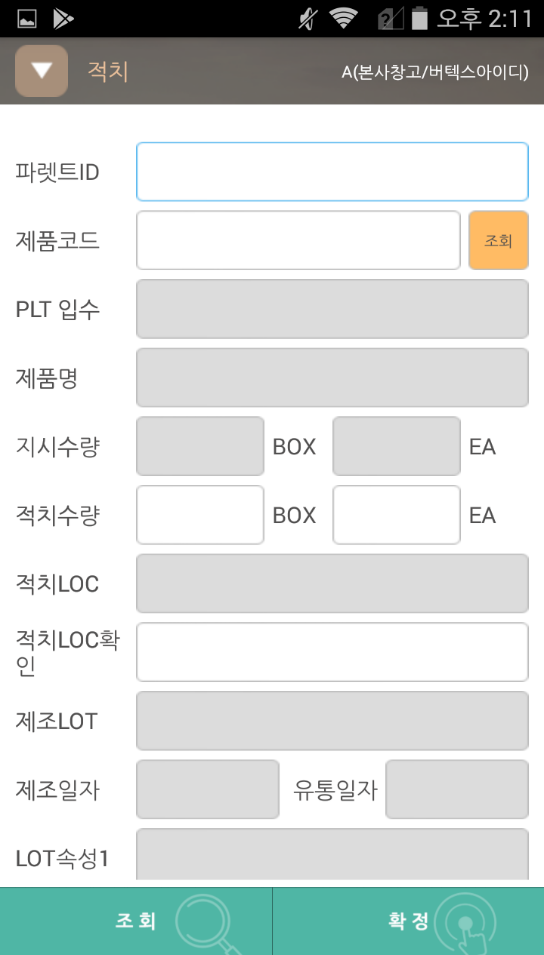 오후 2:11
적치
A(본사창고/버텍스아이디)
파렛트ID
제품코드
조회
PLT 입수
제품명
지시수량 BOX EA
적치수량 BOX EA
적치LOC
적치LOC확
인
제조LOT
제조일자 유통일자
LOT속성1
조회 확정